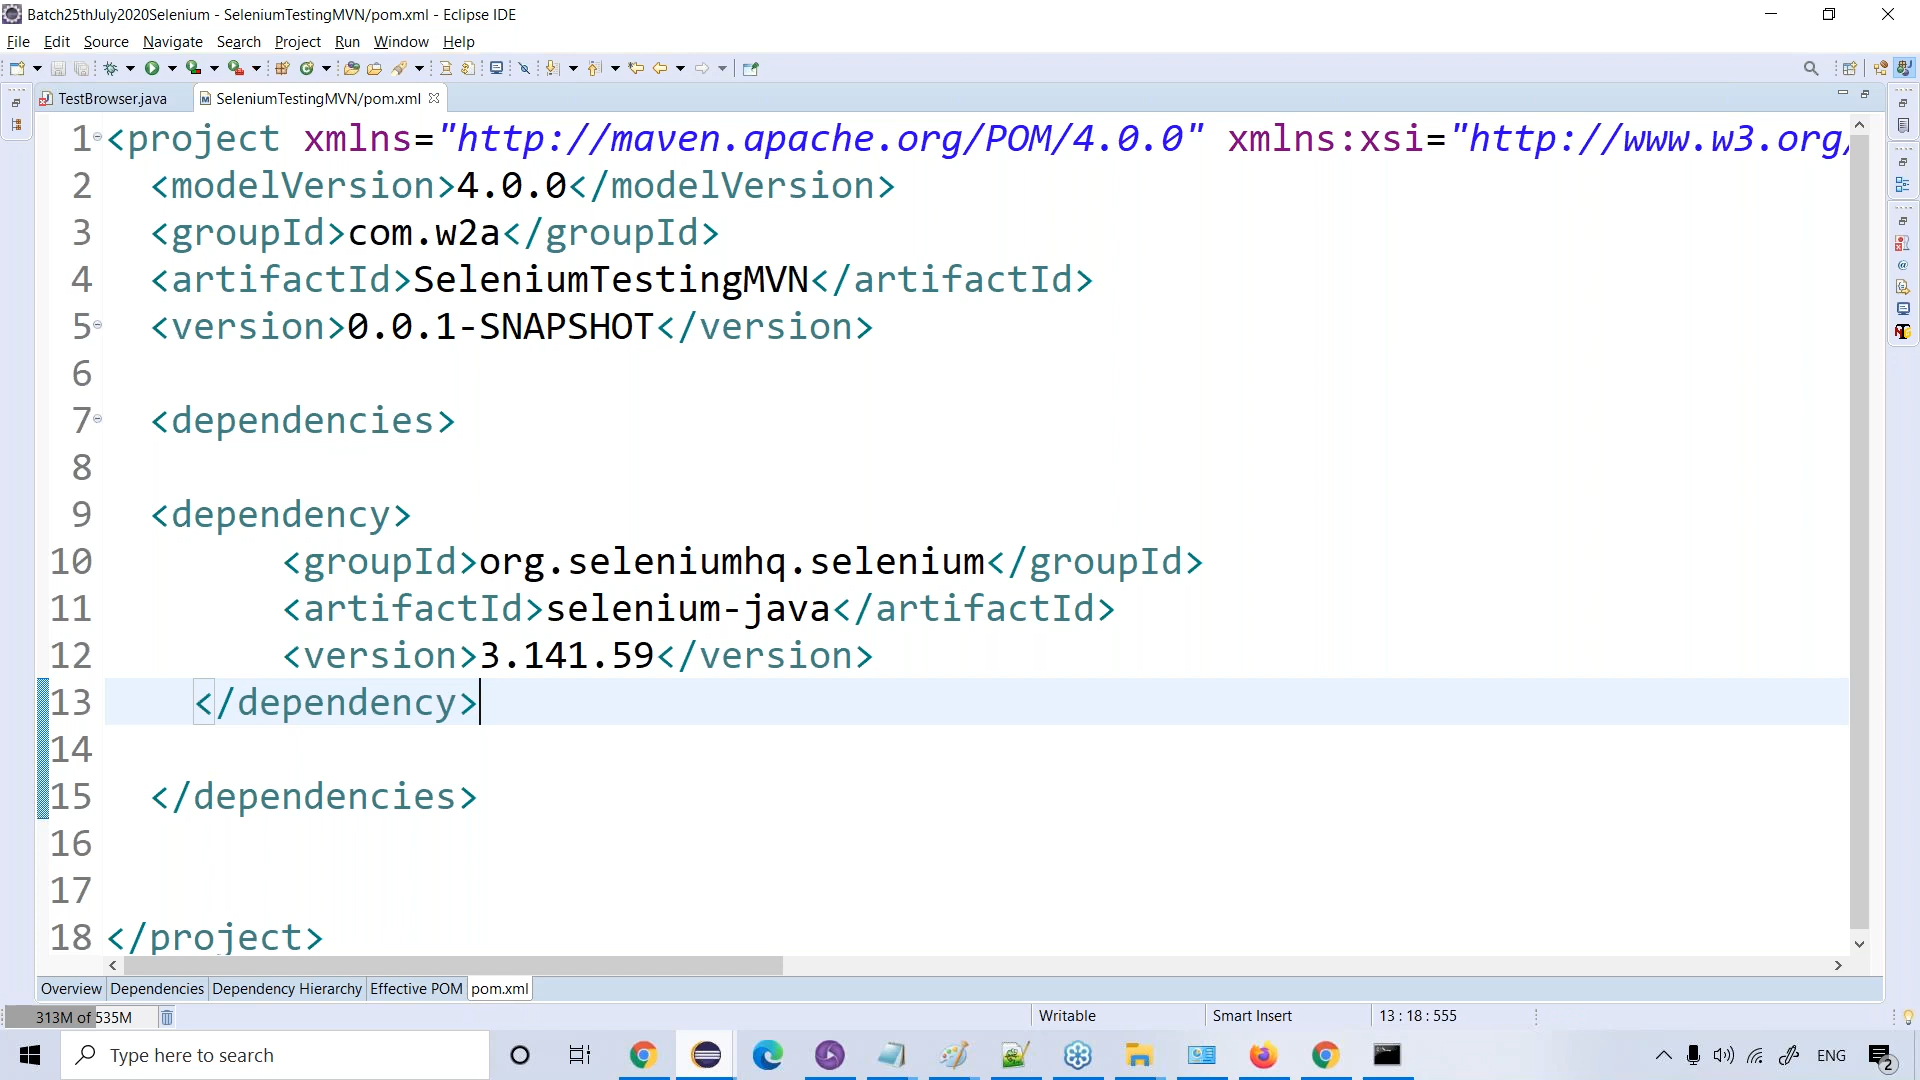 Batch25thJuly2020Selenium - SeleniumTestingMVN/pom.xml - Eclipse IDE
File Edit Source Navigate Search Project Run Window Help
TestBrowser.java SeleniumTestingMVN/pom.xml
1 <project xmlns="http://maven.apache.org/POM/4.0.0" xmlns:xsi="http://www.w3.org/
2 <modelVersion>4.0.0</modelVersion>
3 <groupId>com.w2a</groupId>
4 <artifactId>SeleniumTestingMVN</artifactId>
5 <version>0.0.1-SNAPSHOT</version>
6
7 <dependencies>
8
9 <dependency>
10 <groupId>org.seleniumhq.selenium</groupId>
11 <artifactId>selenium-java</artifactId>
12 <version>3.141.59</version>
13 </dependency>
14
15 </dependencies>
16
17
18 </project>
Overview Dependencies Dependency Hierarchy Effective POM pom.xml
313M of 535M Writable Smart Insert 13 : 18 : 555
Type here to search ENG 2